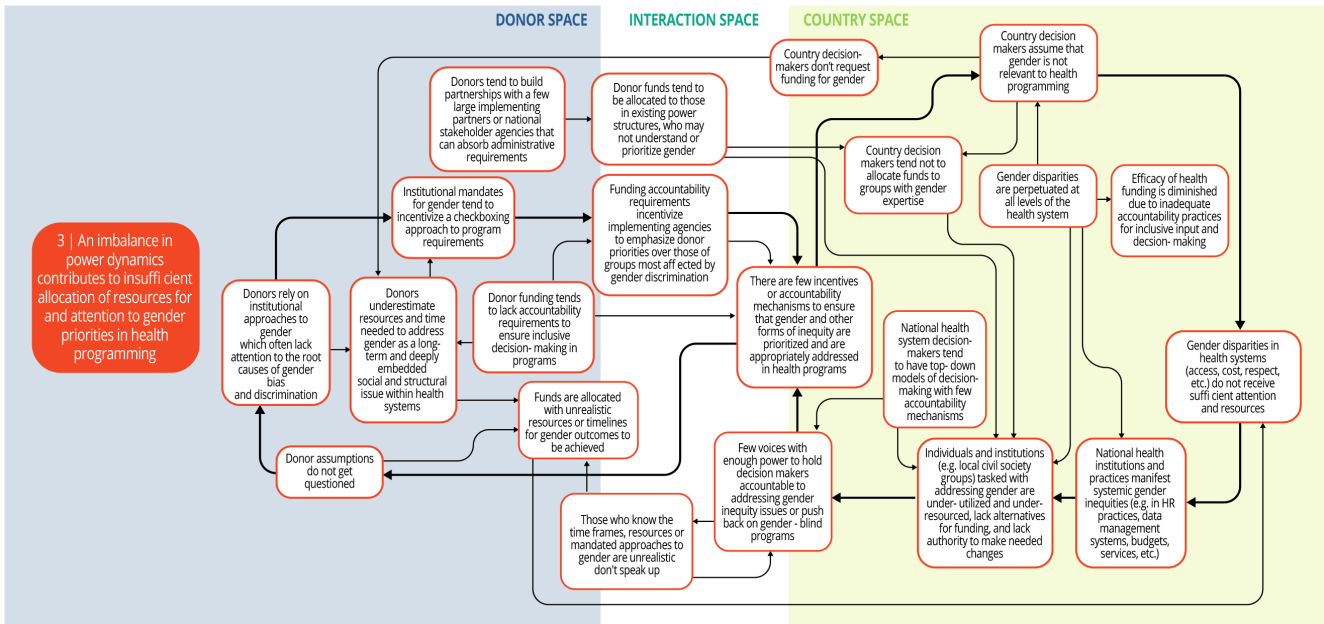 DONOR SPACE
INTERACTION SPACE
COUNTRY SPACE
3 | An imbalance in
power dynamics
contributes to insuffi cient
allocation of resources for
and attention to gender
priorities in health
programming
Donors rely on
institutional
approaches to
gender
which often lack
attention to the root
causes of gender
bias
and discrimination
Donor assumptions
do not get
questioned
Donors tend to build
partnerships with a few
large implementing
partners or national
stakeholder agencies that
can absorb administrative
requirements
Institutional mandates
for gender tend to
incentivize a checkboxing
approach to program
requirements
Donors
underestimate
resources and time
needed to address
gender as a long-
term and deeply
embedded
social and structural
issue within health
systems
Donor funding tends
to lack accountability
requirements to
ensure inclusive
decision- making in
programs
Funds are allocated
with unrealistic
resources or timelines
for gender outcomes to
be achieved
Those who know the
time frames, resources or
mandated approaches to
gender are unrealistic
don't speak up
Donor funds tend to
be allocated to those
in existing power
structures, who may
not understand or
prioritize gender
Funding accountability
requirements
incentivize
implementing agencies
to emphasize donor
priorities over those of
groups most aff ected by
gender discrimination
Country decision-
makers don't request
funding for gender
There are few incentives
or accountability
mechanisms to ensure
that gender and other
forms of inequity are
prioritized and are
appropriately addressed
in health programs
Few voices with
enough power to hold
decision makers
accountable to
addressing gender
inequity issues or push
back on gender - blind
programs
Country decision
makers assume that
gender is not
relevant to health
programming
Country decision
makers tend not to
allocate funds to
groups with gender
expertise
Gender disparities
are perpetuated at
all levels of the
health system
Efficacy of health
funding is diminished
due to inadequate
accountability practices
for inclusive input and
decsion- making
National health
system decision-
makers tend
to have top- down
models of decision-
making with few
accountability
mechanisms
Gender disparities in
health systems
(access, cost, respect,
etc.) do not receive
suffi cient attention
and resources
Individuals and institutions
(e.g. local civil society
groups) tasked with
addressing gender are
under- utilized and under-
resourced, lack alternatives
for funding, and lack
authority to make needed
changes
National health
institutions and
practices manifest
systemic gender
inequities (e.g. in HR
practices, data
management
systems, budgets,
services, etc.)